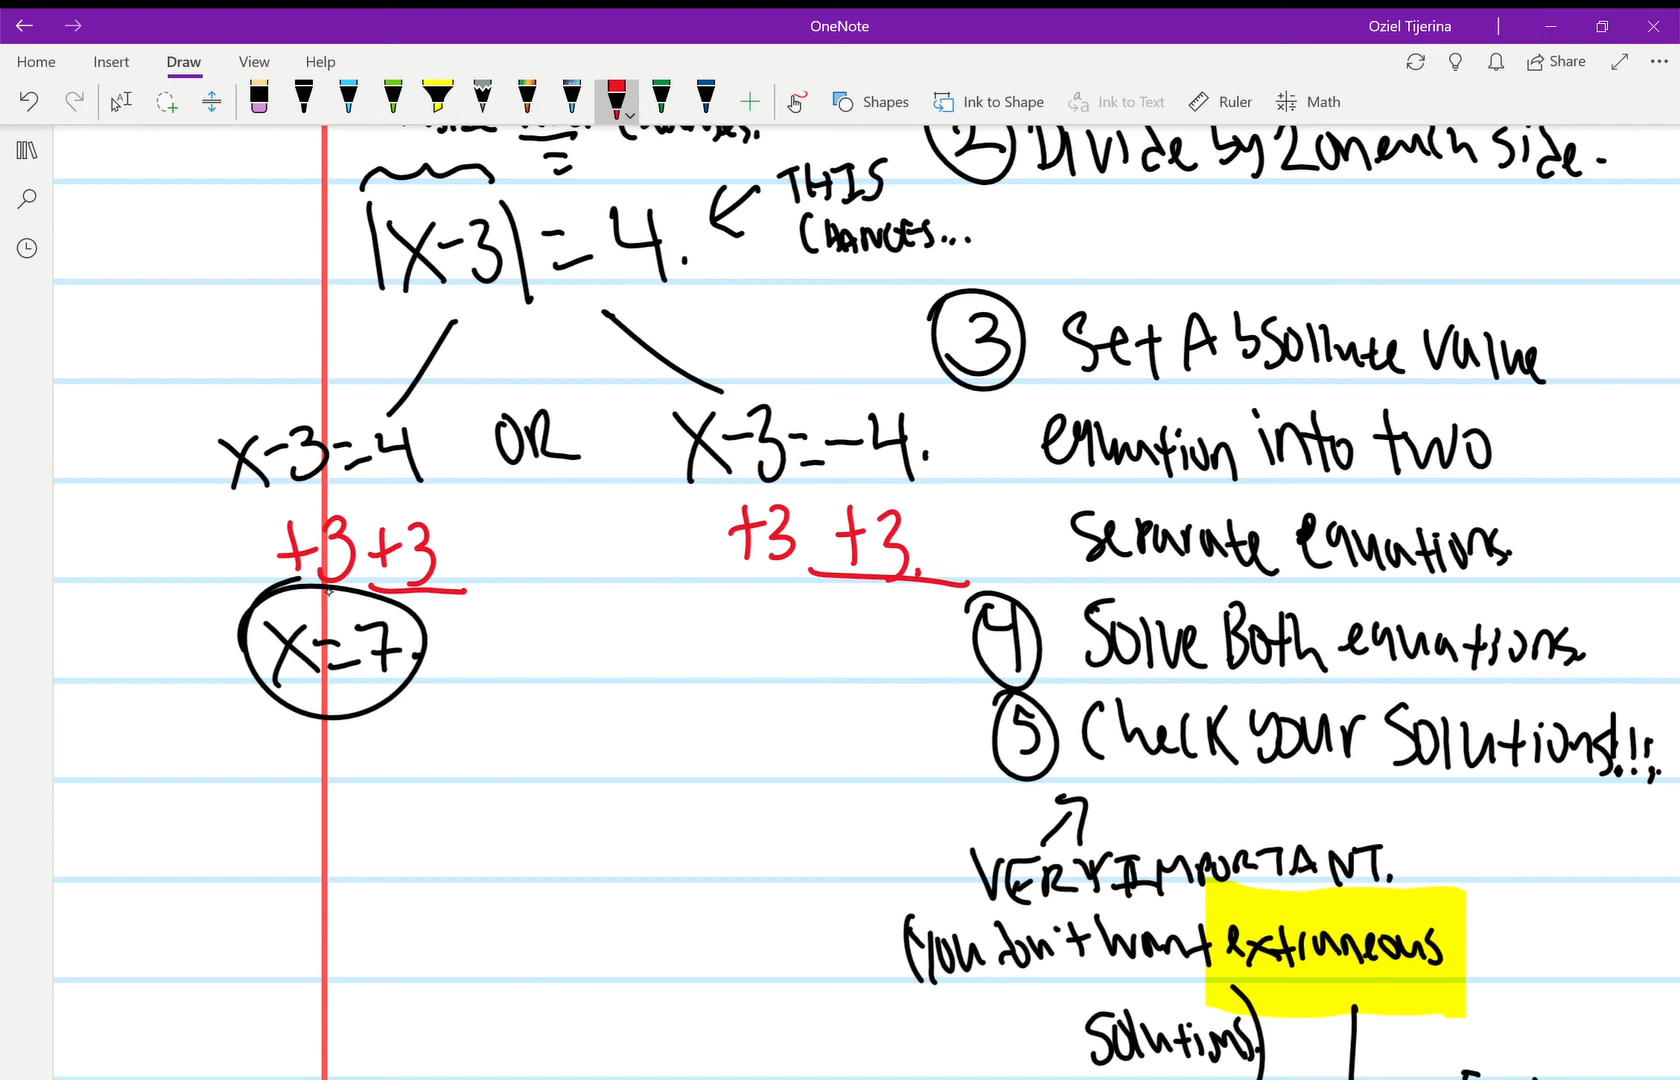 OneNote
Oziel Tijerina
Home Insert Draw View Help
Share
Shapes Ink to Shape Ink to Text Ruler Math
② Divide by 2 on each side.
|x-3| = 4.
THIS
CHANGES...
③ Set Absolute Value
x-3=4 OR x-3=-4.
equation into two
+3 +3 +3 +3.
separate equations.
x=7.
④ Solve Both equations.
⑤ Check your Solutions!!!
VERY IMPORTANT.
(you don't want extraneous
solutions)